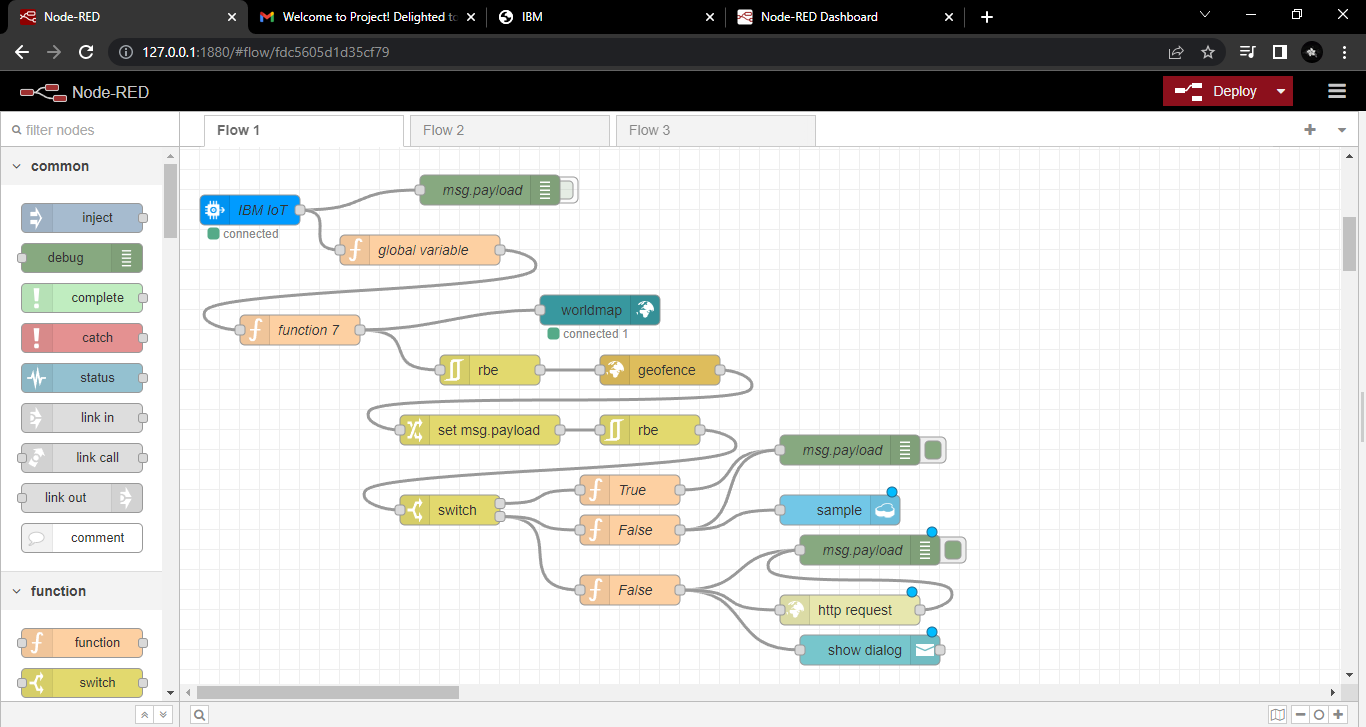 Node-RED
Welcome to Project! Delighted to
IBM
Node-RED Dashboard
127.0.0.1:1880/#flow/fdc5605d1d35cf79
Node-RED
Deploy
filter nodes
Flow 1
Flow 2
Flow 3
common
inject
debug
complete
catch
status
link in
link call
link out
comment
function
function
switch
msg.payload
IBM IoT
connected
global variable
worldmap
connected 1
function 7
rbe
geofence
set msg.payload
rbe
msg.payload
True
switch
sample
False
msg.payload
False
http request
show dialog